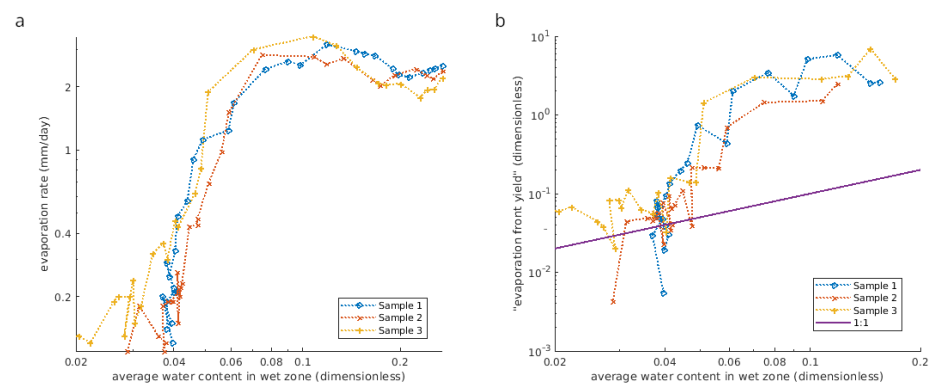 a
evaporation rate (mm/day)
2
1
0.4
0.2
0.02
0.04
0.06
0.1
0.2
average water content in wet zone (dimensionless)
Sample 1
Sample 2
Sample 3
b
"evaporation front yield" (dimensionless)
10^1
10^0
10^-1
10^-2
10^-3
0.02
0.04
0.06
0.1
0.2
average water content in wet zone (dimensionless)
Sample 1
Sample 2
Sample 3
1:1